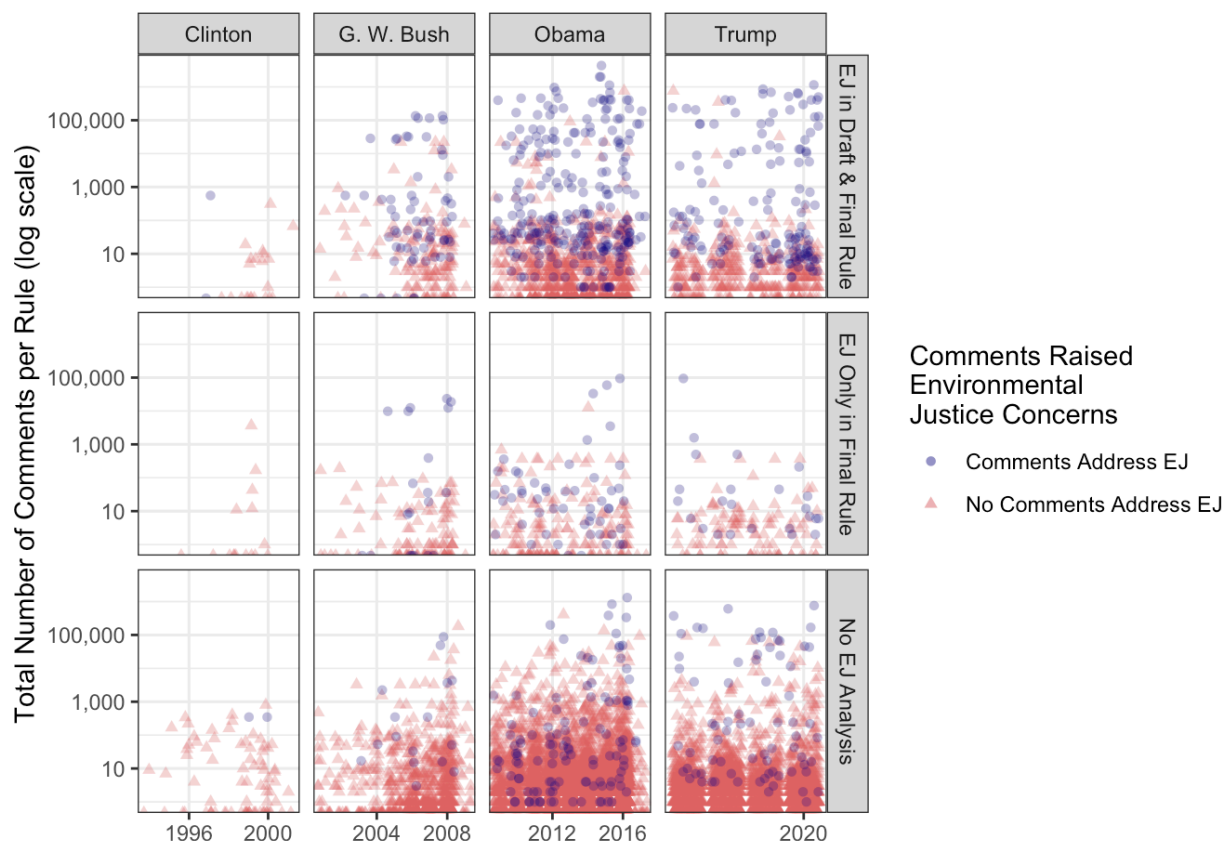 Clinton
G. W. Bush
Obama
Trump
Total Number of Comments per Rule (log scale)
100,000
1,000
10
EJ in Draft & Final Rule
100,000
1,000
10
EJ Only in Final Rule
100,000
1,000
10
No EJ Analysis
1996
2000
2004
2008
2012
2016
2020
Comments Raised
Environmental
Justice Concerns
Comments Address EJ
No Comments Address EJ